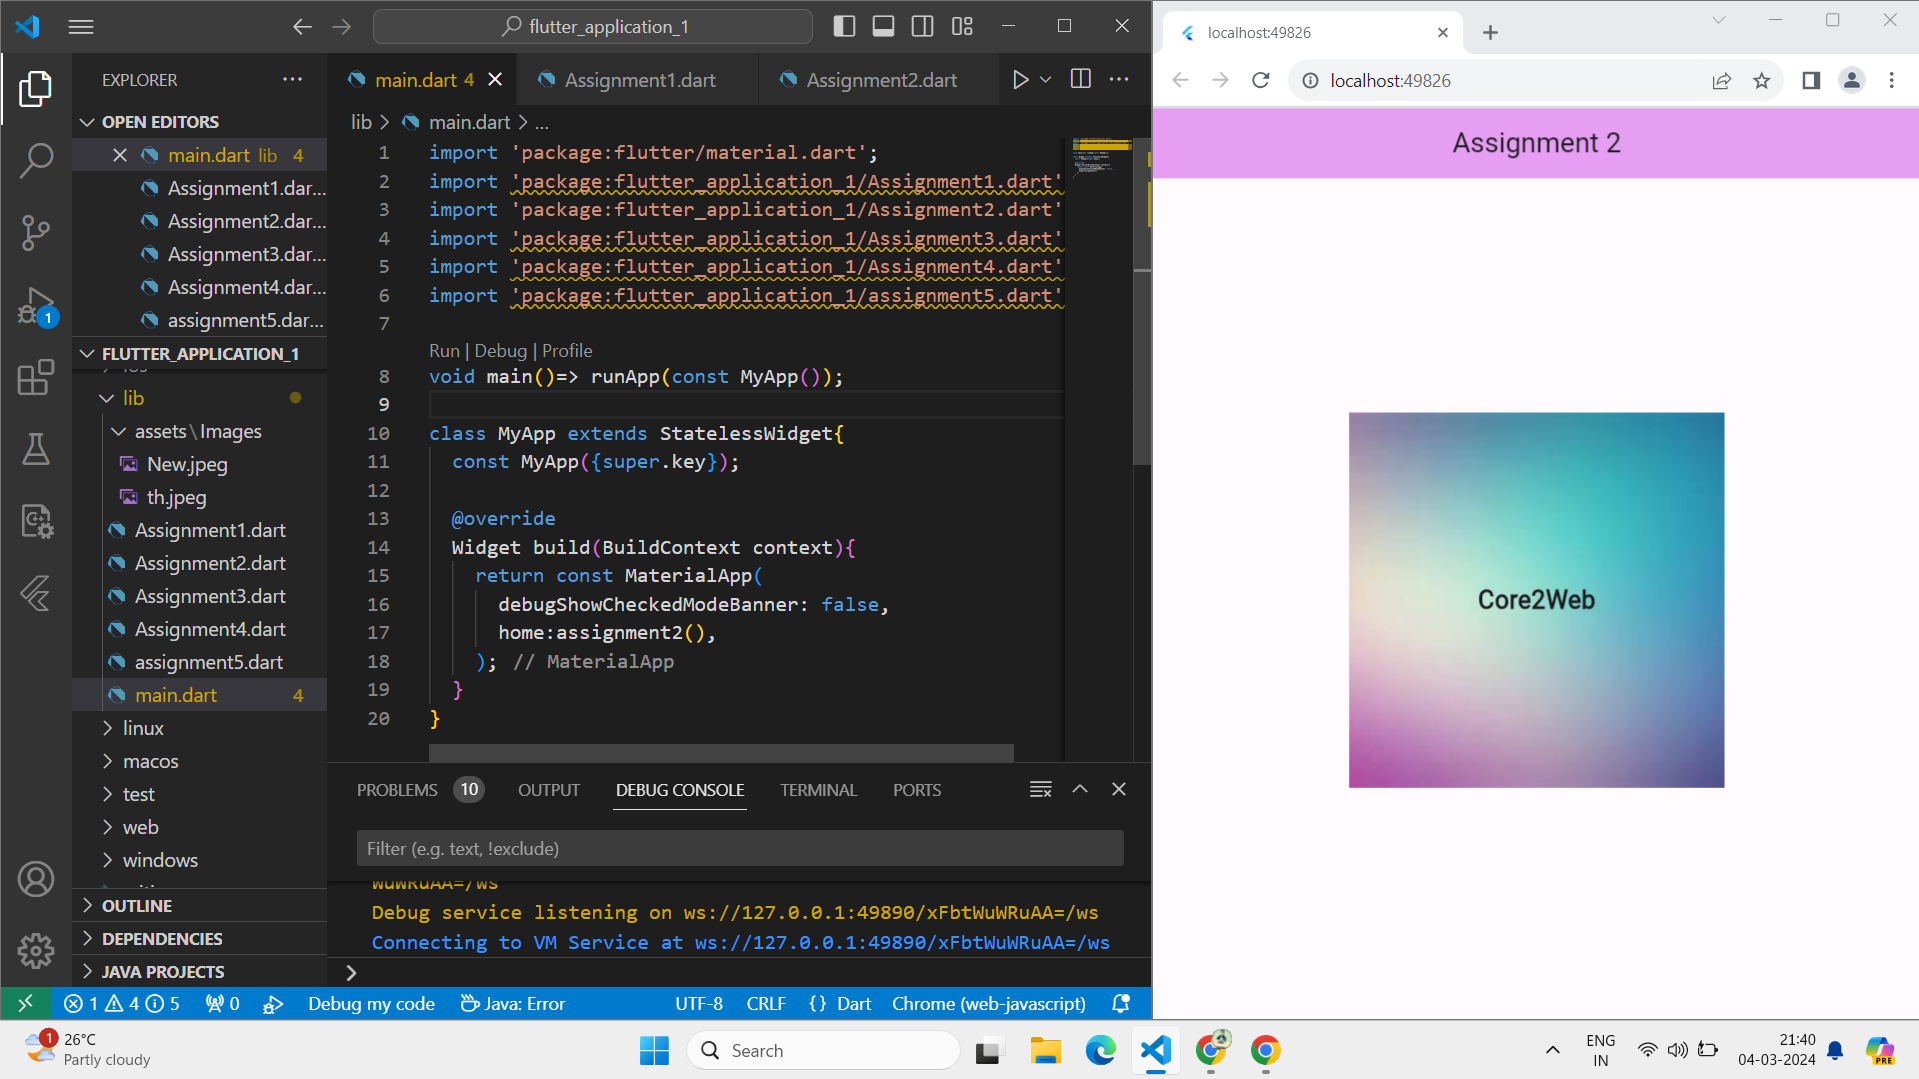 flutter_application_1
EXPLORER
OPEN EDITORS
main.dart lib 4
Assignment1.dar...
Assignment2.dar...
Assignment3.dar...
Assignment4.dar...
assignment5.dar...
1
FLUTTER_APPLICATION_1
lib
assets\Images
New.jpeg
th.jpeg
Assignment1.dart
Assignment2.dart
Assignment3.dart
Assignment4.dart
assignment5.dart
main.dart 4
linux
macos
test
web
windows
OUTLINE
DEPENDENCIES
JAVA PROJECTS
main.dart 4
Assignment1.dart
Assignment2.dart
lib > main.dart > ...
1 import 'package:flutter/material.dart';
2 import 'package:flutter_application_1/Assignment1.dart'
3 import 'package:flutter_application_1/Assignment2.dart'
4 import 'package:flutter_application_1/Assignment3.dart'
5 import 'package:flutter_application_1/Assignment4.dart'
6 import 'package:flutter_application_1/assignment5.dart'
7
Run | Debug | Profile
8 void main()=> runApp(const MyApp());
9
10 class MyApp extends StatelessWidget{
11 const MyApp({super.key});
12
13 @override
14 Widget build(BuildContext context){
15 return const MaterialApp(
16 debugShowCheckedModeBanner: false,
17 home:assignment2(),
18 ); // MaterialApp
19 }
20 }
PROBLEMS 10 OUTPUT DEBUG CONSOLE TERMINAL PORTS
Filter (e.g. text, !exclude)
WuWRuAA=/ws
Debug service listening on ws://127.0.0.1:49890/xFbtWuWRuAA=/ws
Connecting to VM Service at ws://127.0.0.1:49890/xFbtWuWRuAA=/ws
1 4 5 0 Debug my code Java: Error UTF-8 CRLF {} Dart Chrome (web-javascript)
localhost:49826
localhost:49826
Assignment 2
Core2Web
1
26°C
Partly cloudy
Search
PRE
ENG
IN
21:40
04-03-2024